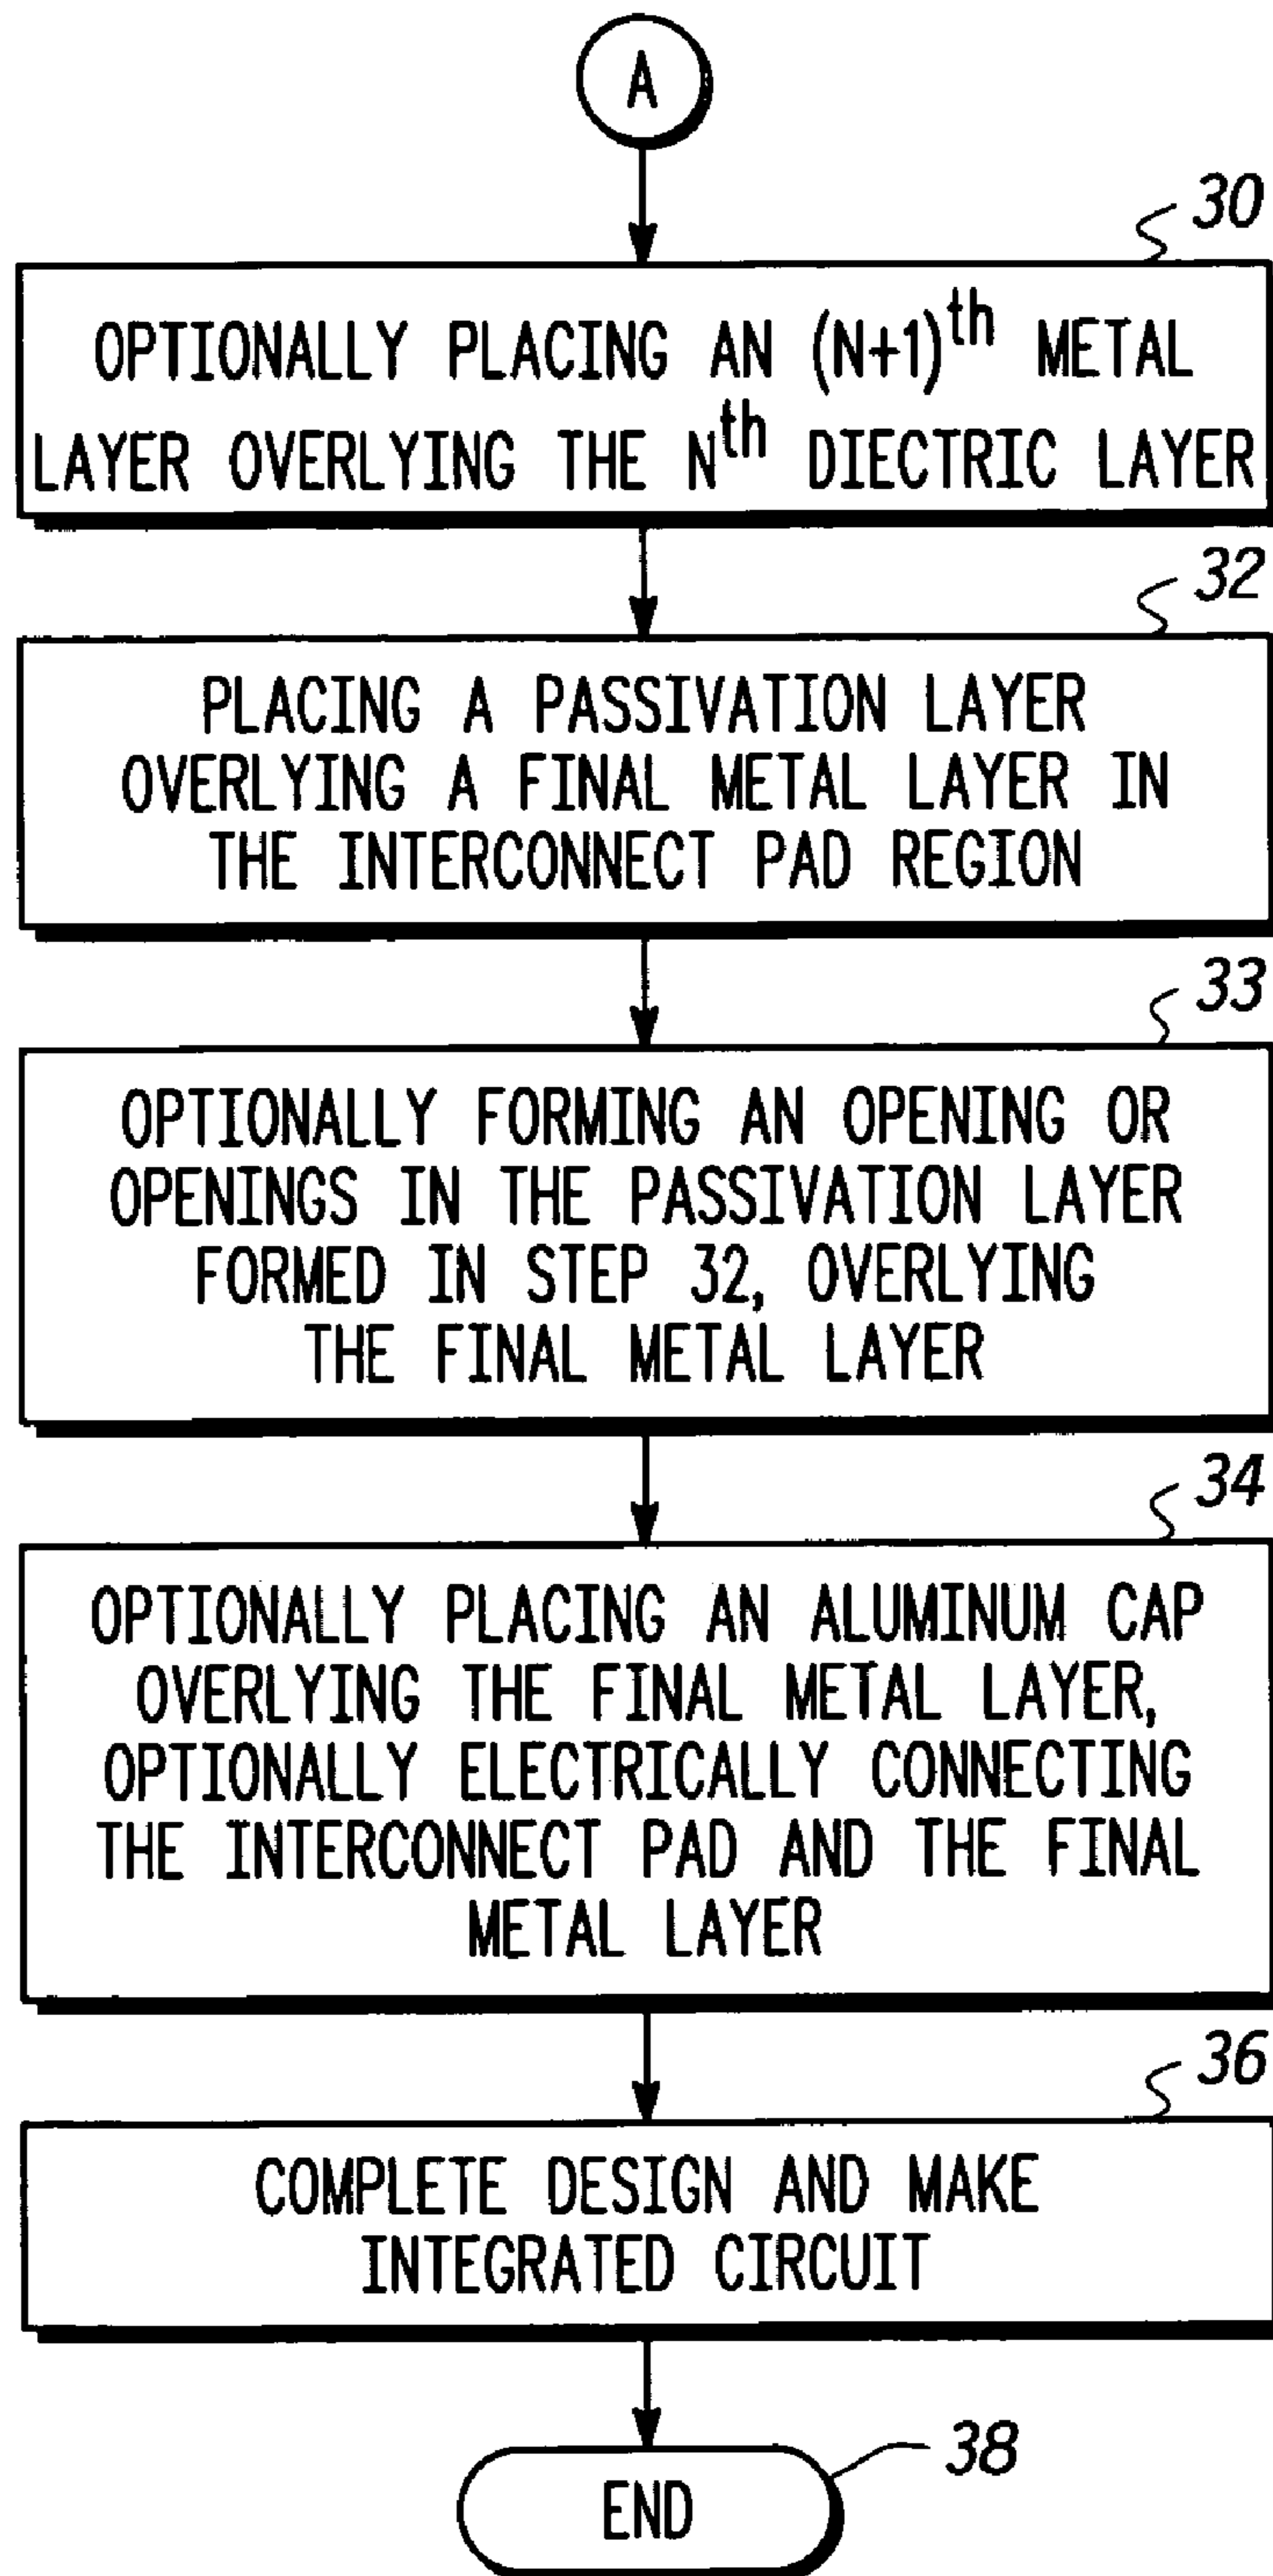 A
30
OPTIONALLY PLACING AN (N+1)th METAL
LAYER OVERLYING THE Nth DIECTRIC LAYER
32
PLACING A PASSIVATION LAYER
OVERLYING A FINAL METAL LAYER IN
THE INTERCONNECT PAD REGION
33
OPTIONALLY FORMING AN OPENING OR
OPENINGS IN THE PASSIVATION LAYER
FORMED IN STEP 32, OVERLYING
THE FINAL METAL LAYER
34
OPTIONALLY PLACING AN ALUMINUM CAP
OVERLYING THE FINAL METAL LAYER,
OPTIONALLY ELECTRICALLY CONNECTING
THE INTERCONNECT PAD AND THE FINAL
METAL LAYER
36
COMPLETE DESIGN AND MAKE
INTEGRATED CIRCUIT
38
END